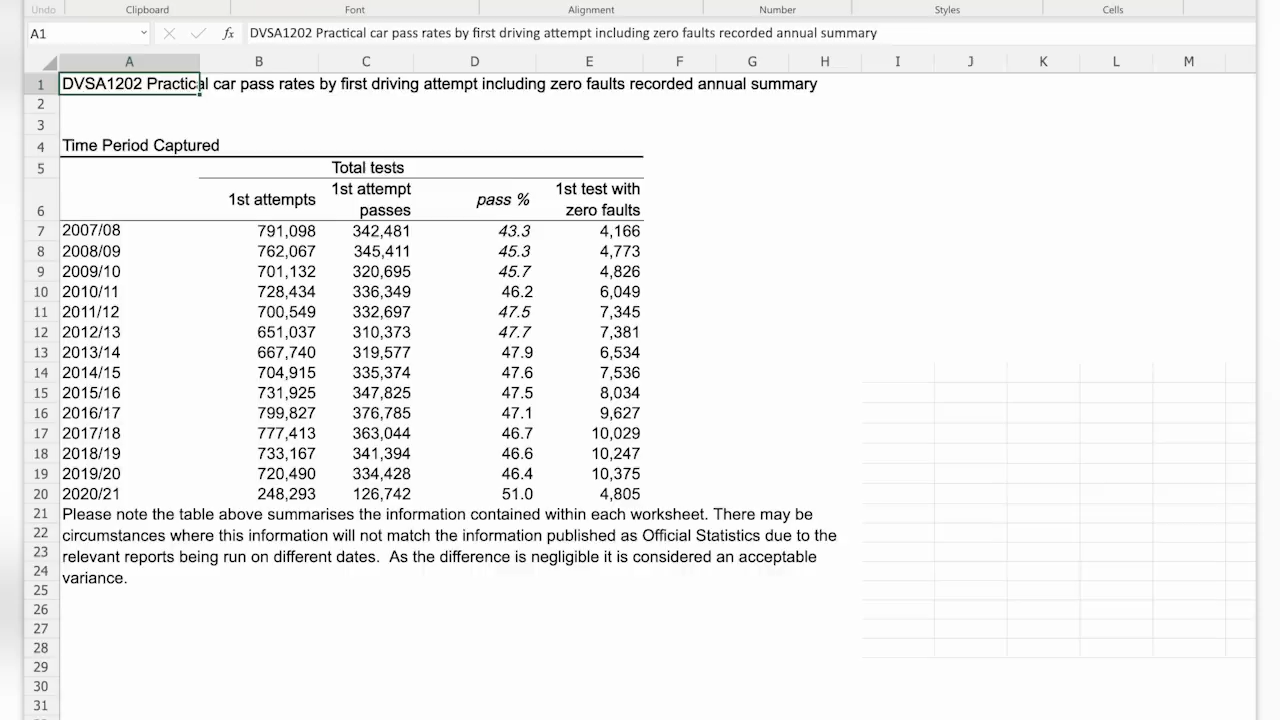 Undo Clipboard Font Alignment Number Styles Cells
A1 fx DVSA1202 Practical car pass rates by first driving attempt including zero faults recorded annual summary
A B C D E F G H I J K L M
1 DVSA1202 Practical car pass rates by first driving attempt including zero faults recorded annual summary
2
3
4 Time Period Captured
5 Total tests
6 1st attempts 1st attempt passes pass % 1st test with zero faults
7 2007/08 791,098 342,481 43.3 4,166
8 2008/09 762,067 345,411 45.3 4,773
9 2009/10 701,132 320,695 45.7 4,826
10 2010/11 728,434 336,349 46.2 6,049
11 2011/12 700,549 332,697 47.5 7,345
12 2012/13 651,037 310,373 47.7 7,381
13 2013/14 667,740 319,577 47.9 6,534
14 2014/15 704,915 335,374 47.6 7,536
15 2015/16 731,925 347,825 47.5 8,034
16 2016/17 799,827 376,785 47.1 9,627
17 2017/18 777,413 363,044 46.7 10,029
18 2018/19 733,167 341,394 46.6 10,247
19 2019/20 720,490 334,428 46.4 10,375
20 2020/21 248,293 126,742 51.0 4,805
21 Please note the table above summarises the information contained within each worksheet. There may be
22 circumstances where this information will not match the information published as Official Statistics due to the
23 relevant reports being run on different dates. As the difference is negligible it is considered an acceptable
24 variance.
25
26
27
28
29
30
31